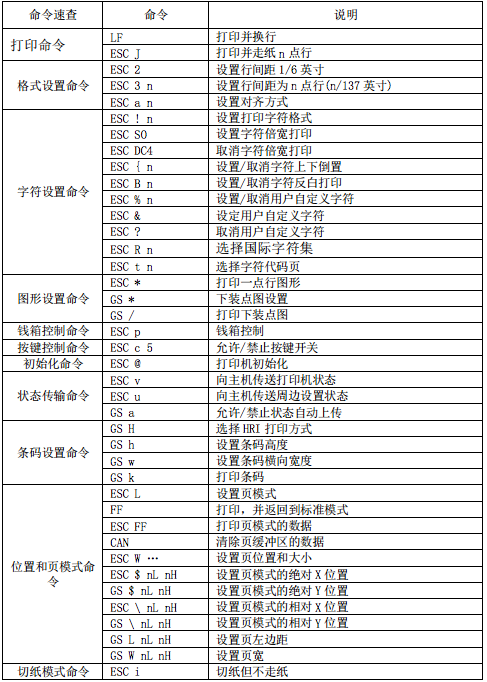 命令速查 命令 说明
打印命令 LF 打印并换行
ESC J 打印并走纸n点行
格式设置命令 ESC 2 设置行间距1/6英寸
ESC 3 n 设置行间距为n点行(n/137英寸)
ESC a n 设置对齐方式
字符设置命令 ESC ! n 设置打印字符格式
ESC SO 设置字符倍宽打印
ESC DC4 取消字符倍宽打印
ESC { n 设置/取消字符上下倒置
ESC B n 设置/取消字符反白打印
ESC % n 设置/取消用户自定义字符
ESC & 设定用户自定义字符
ESC ? 取消用户自定义字符
ESC R n 选择国际字符集
ESC t n 选择字符代码页
图形设置命令 ESC * 打印一点行图形
GS * 下装点图设置
GS / 打印下装点图
钱箱控制命令 ESC p 钱箱控制
按键控制命令 ESC c 5 允许/禁止按键开关
初始化命令 ESC @ 打印机初始化
状态传输命令 ESC v 向主机传送打印机状态
ESC u 向主机传送周边设置状态
GS a 允许/禁止状态自动上传
条码设置命令 GS H 选择HRI打印方式
GS h 设置条码高度
GS w 设置条码横向宽度
GS k 打印条码
位置和页模式命令 ESC L 设置页模式
FF 打印，并返回到标准模式
ESC FF 打印页模式的数据
CAN 清除页缓冲区的数据
ESC W … 设置页位置和大小
ESC $ nL nH 设置页模式的绝对X位置
GS $ nL nH 设置页模式的绝对Y位置
ESC \ nL nH 设置页模式的相对X位置
GS \ nL nH 设置页模式的相对Y位置
GS L nL nH 设置页左边距
GS W nL nH 设置页宽
切纸模式命令 ESC i 切纸但不走纸